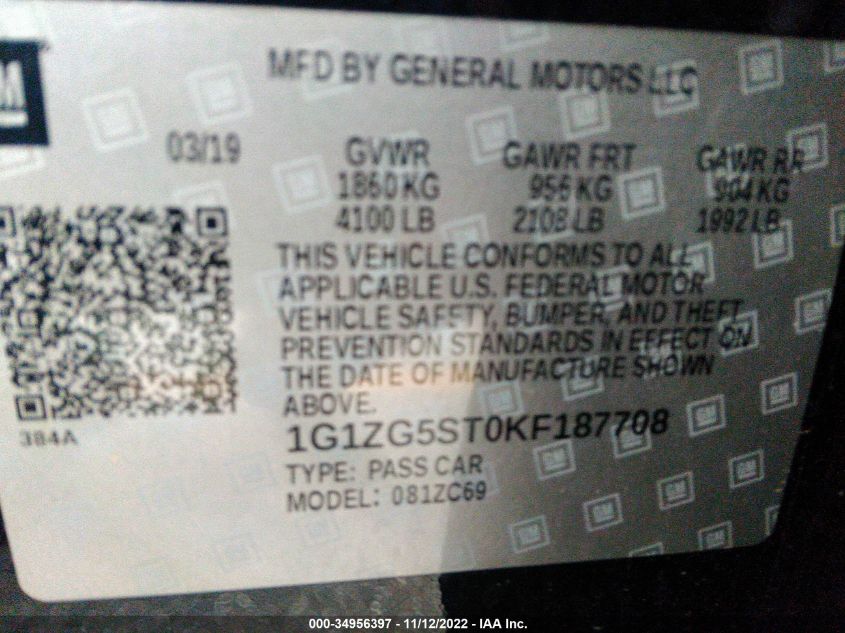 GM
MFD BY GENERAL MOTORS LLC
03/19 GVWR GAWR FRT GAWR RR
1860 KG 956 KG 904 KG
4100 LB 2108 LB 1992 LB
THIS VEHICLE CONFORMS TO ALL
APPLICABLE U.S. FEDERAL MOTOR
VEHICLE SAFETY, BUMPER, AND THEFT
PREVENTION STANDARDS IN EFFECT ON
THE DATE OF MANUFACTURE SHOWN
ABOVE.
384A
1G1ZG5ST0KF187708
TYPE: PASS CAR
MODEL: 081ZC69
000-34956397 - 11/12/2022 - IAA Inc.